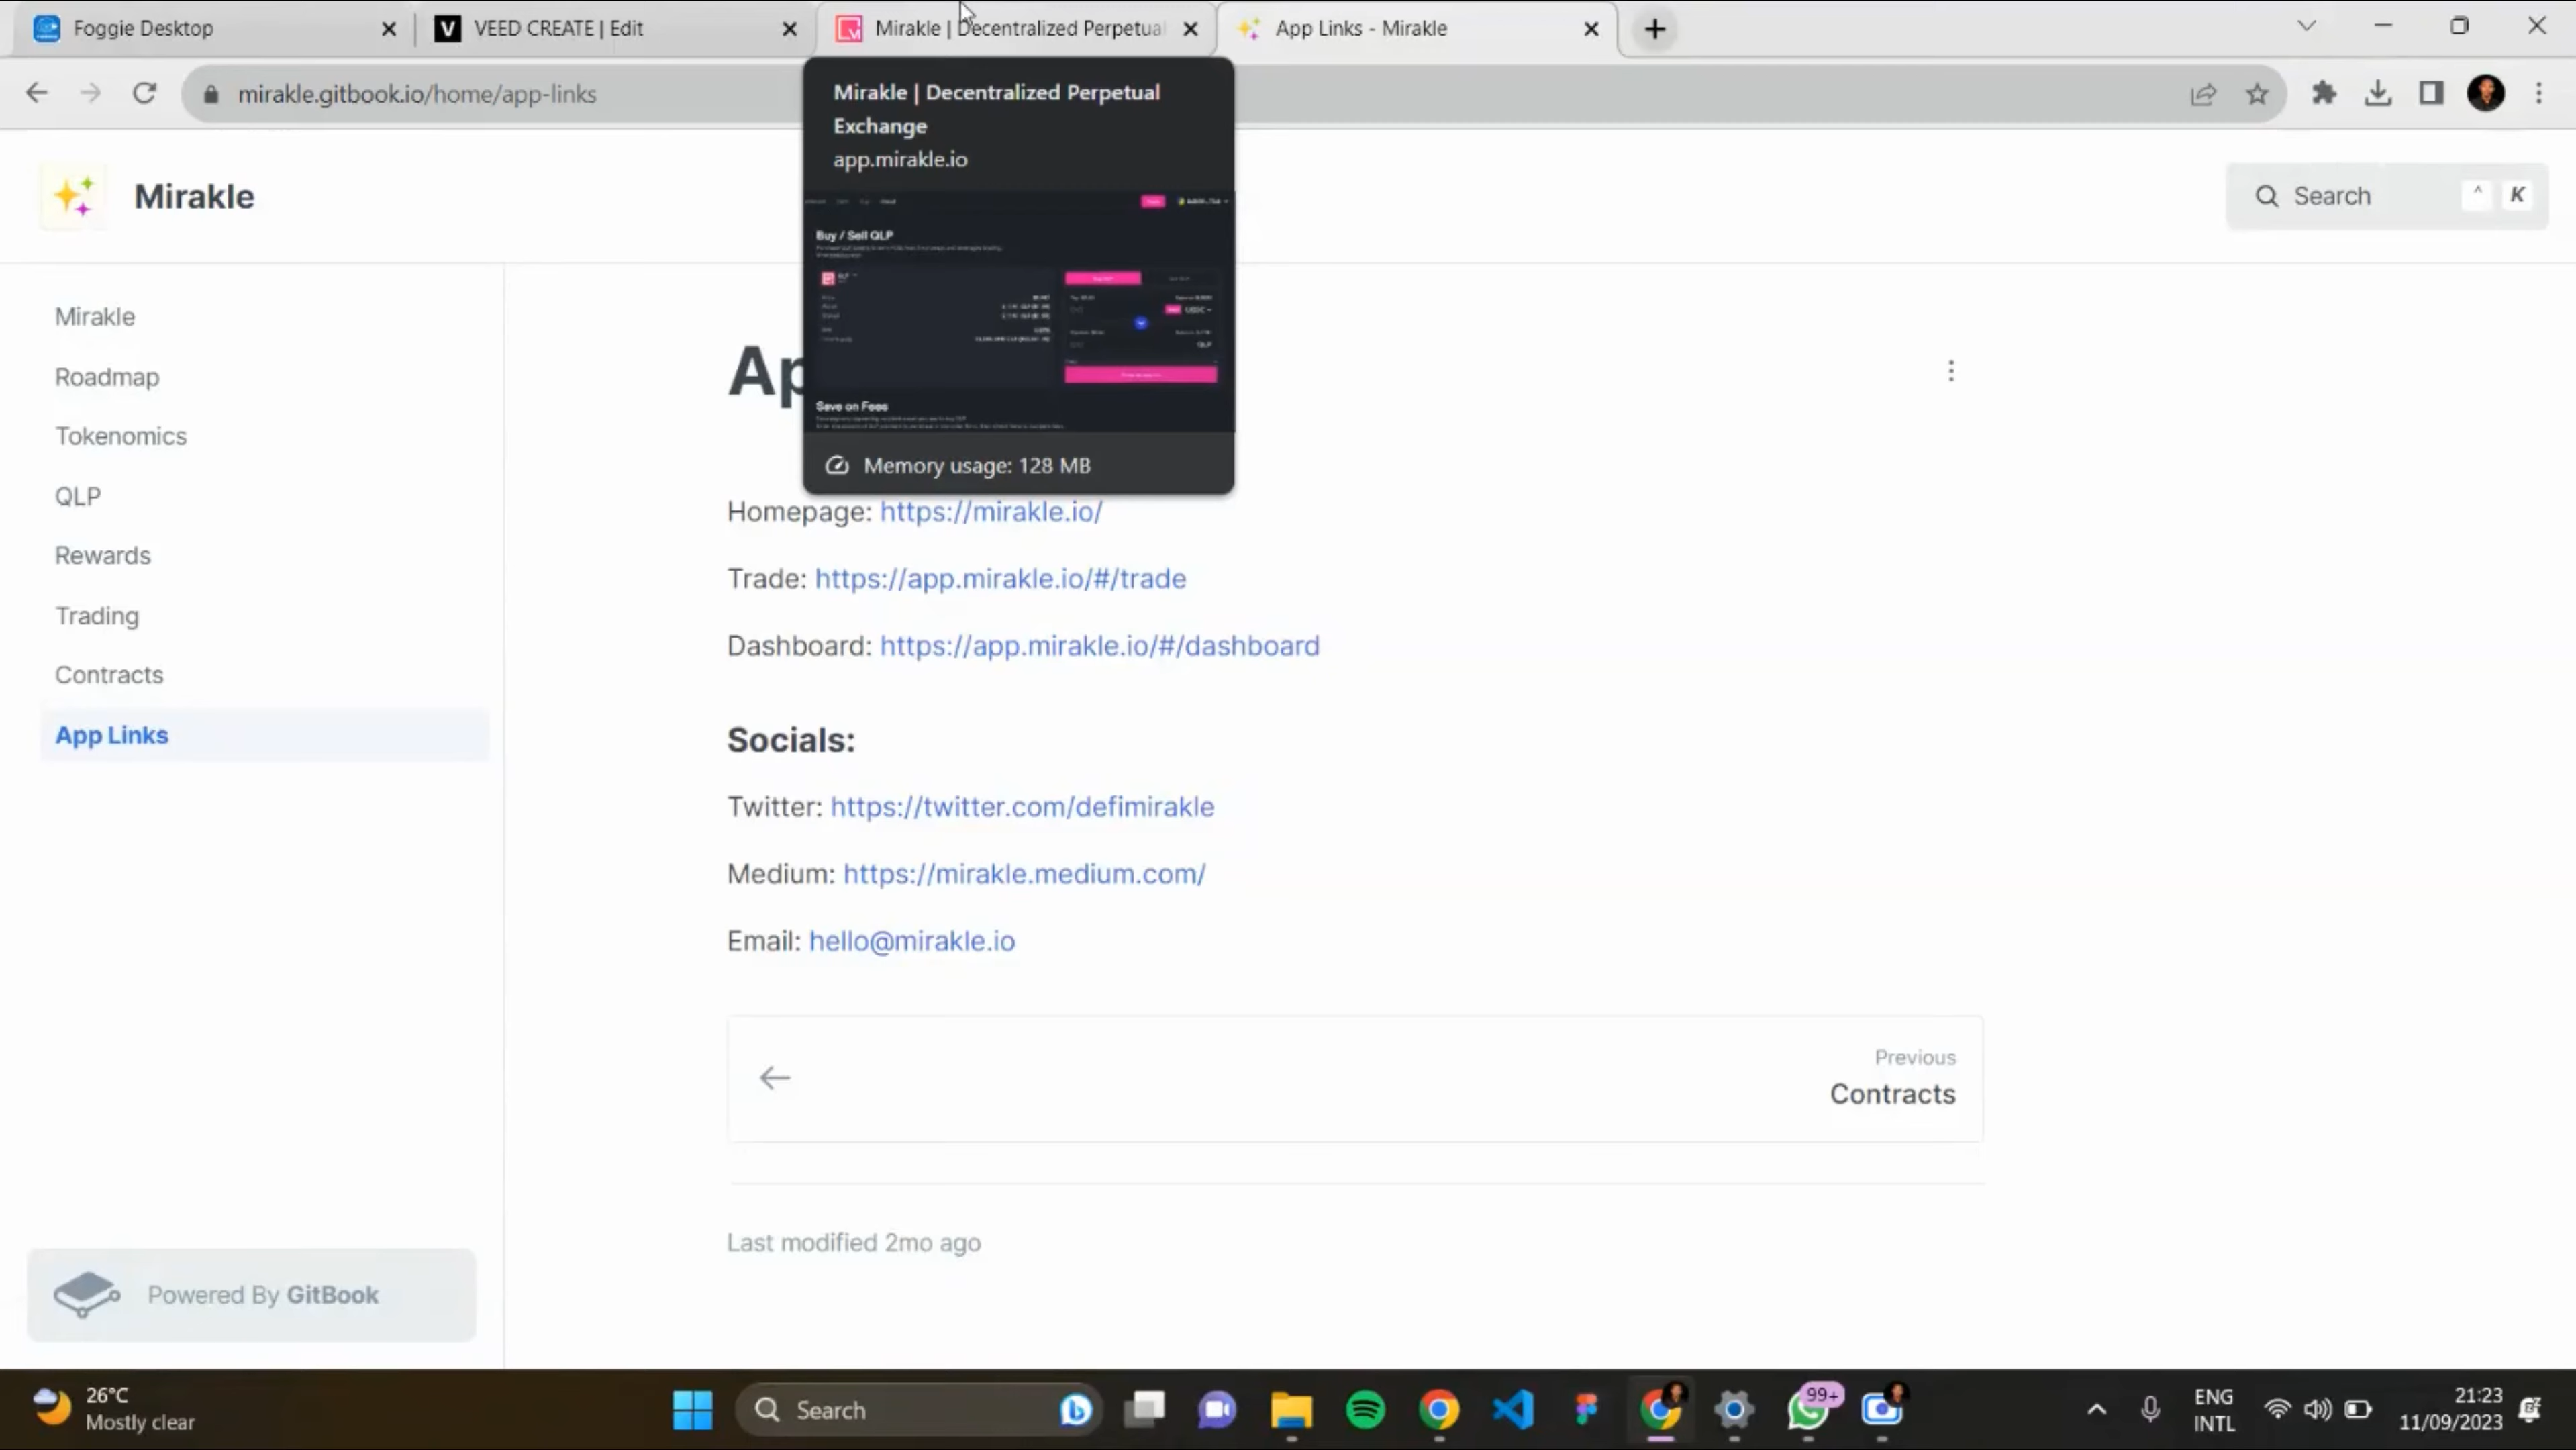 Foggie Desktop
VEED CREATE | Edit
Mirakle | Decentralized Perpetual
App Links - Mirakle
mirakle.gitbook.io/home/app-links
Mirakle | Decentralized Perpetual
Exchange
app.mirakle.io
Buy / Sell QLP
QLP
Save on Fees
Memory usage: 128 MB
Mirakle
Search
^ K
Mirakle
Roadmap
Tokenomics
QLP
Rewards
Trading
Contracts
App Links
Homepage: https://mirakle.io/
Trade: https://app.mirakle.io/#/trade
Dashboard: https://app.mirakle.io/#/dashboard
Socials:
Twitter: https://twitter.com/defimirakle
Medium: https://mirakle.medium.com/
Email: hello@mirakle.io
Previous
Contracts
Last modified 2mo ago
Powered By GitBook
26°C
Mostly clear
Search
99+
ENG
INTL
21:23
11/09/2023